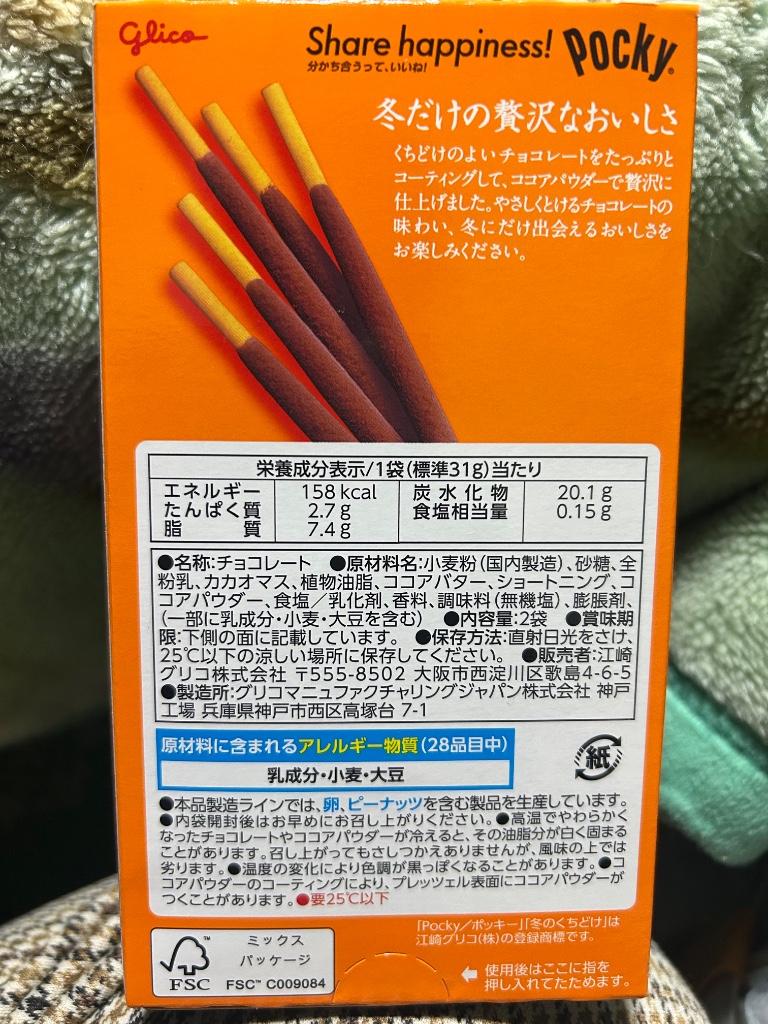 Glico
Share happiness!
分かち合うって、いいね!
Pocky®
冬だけの贅沢なおいしさ
くちどけのよいチョコレートをたっぷりと
コーティングして、ココアパウダーで贅沢に
仕上げました。やさしくとけるチョコレートの
味わい、冬にだけ出会えるおいしさを
お楽しみください。
栄養成分表示/1袋(標準31g)当たり
エネルギー 158kcal 炭水化物 20.1g
たんぱく質 2.7g 食塩相当量 0.15g
脂質 7.4g
●名称:チョコレート ●原材料名:小麦粉(国内製造)、砂糖、全
粉乳、カカオマス、植物油脂、ココアバター、ショートニング、コ
コアパウダー、食塩/乳化剤、香料、調味料(無機塩)、膨脹剤、
(一部に乳成分・小麦・大豆を含む) ●内容量:2袋 ●賞味期
限:下側の面に記載しています。 ●保存方法:直射日光をさけ、
25℃以下の涼しい場所に保存してください。 ●販売者:江崎
グリコ株式会社 〒555-8502 大阪市西淀川区歌島4-6-5
●製造所:グリコマニュファクチャリングジャパン株式会社 神戸
工場 兵庫県神戸市西区高塚台 7-1
原材料に含まれるアレルギー物質(28品目中)
乳成分・小麦・大豆
紙
●本品製造ラインでは、卵、ピーナッツを含む製品を生産しています。
●内袋開封後はお早めにお召し上がりください。●高温でやわらかく
なったチョコレートやココアパウダーが冷えると、その油脂分が白く固まる
ことがあります。召し上がってもさしつかえありませんが、風味の上では
劣ります。●温度の変化により色調が黒っぽくなることがあります。●コ
コアパウダーのコーティングにより、プレッツェル表面にココアパウダーが
つくことがあります。●要25℃以下
「Pocky/ポッキー」「冬のくちどけ」は
江崎グリコ(株)の登録商標です。
FSC™
ミックス
パッケージ
FSC™ C009084
使用後はここに指を
押し入れてたためます。